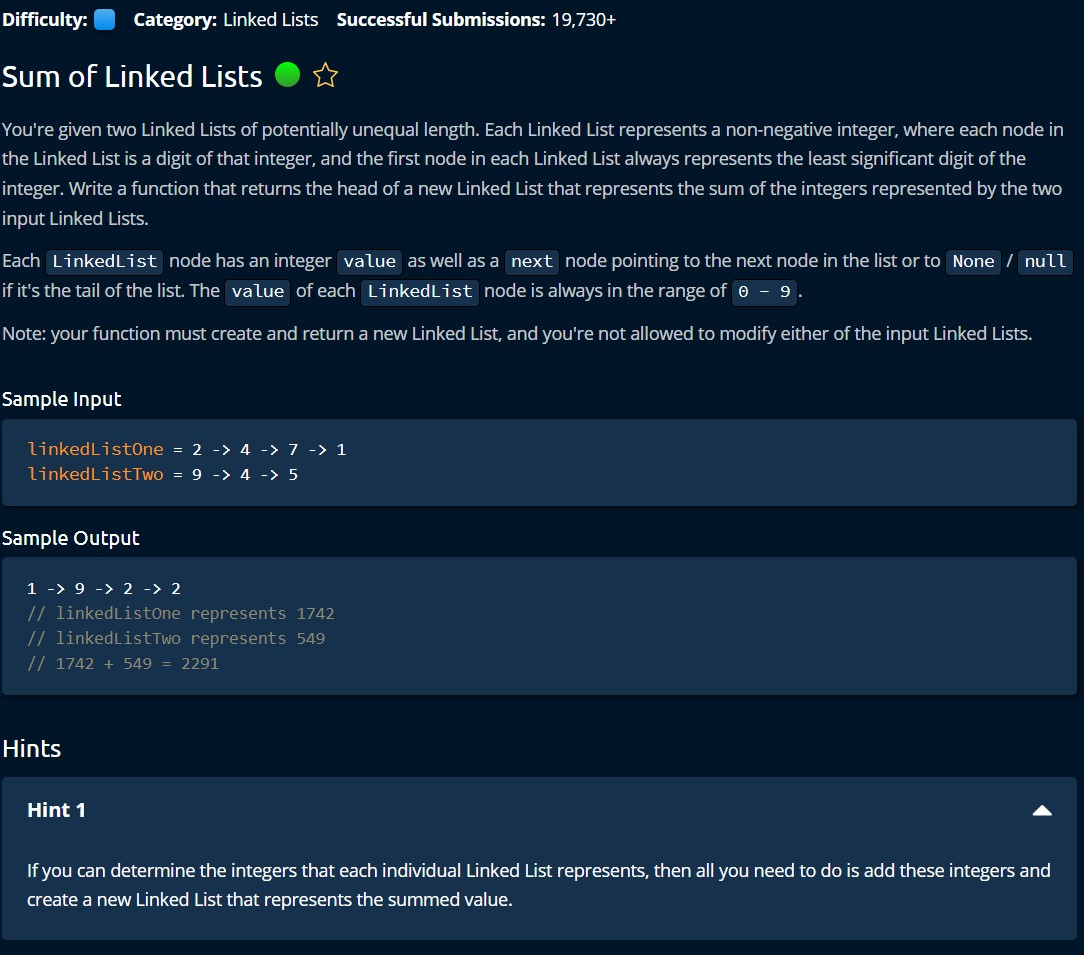 Difficulty: Category: Linked Lists Successful Submissions: 19,730+
Sum of Linked Lists
You're given two Linked Lists of potentially unequal length. Each Linked List represents a non-negative integer, where each node in
the Linked List is a digit of that integer, and the first node in each Linked List always represents the least significant digit of the
integer. Write a function that returns the head of a new Linked List that represents the sum of the integers represented by the two
input Linked Lists.
Each LinkedList node has an integer value as well as a next node pointing to the next node in the list or to None / null
if it's the tail of the list. The value of each LinkedList node is always in the range of 0 - 9.
Note: your function must create and return a new Linked List, and you're not allowed to modify either of the input Linked Lists.
Sample Input
linkedListOne = 2 -> 4 -> 7 -> 1
linkedListTwo = 9 -> 4 -> 5
Sample Output
1 -> 9 -> 2 -> 2
// linkedListOne represents 1742
// linkedListTwo represents 549
// 1742 + 549 = 2291
Hints
Hint 1
If you can determine the integers that each individual Linked List represents, then all you need to do is add these integers and
create a new Linked List that represents the summed value.